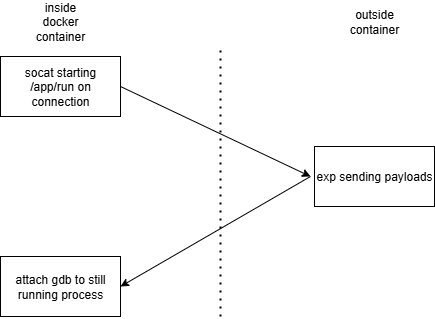 inside
docker
container
outside
container
socat starting
/app/run on
connection
exp sending payloads
attach gdb to still
running process